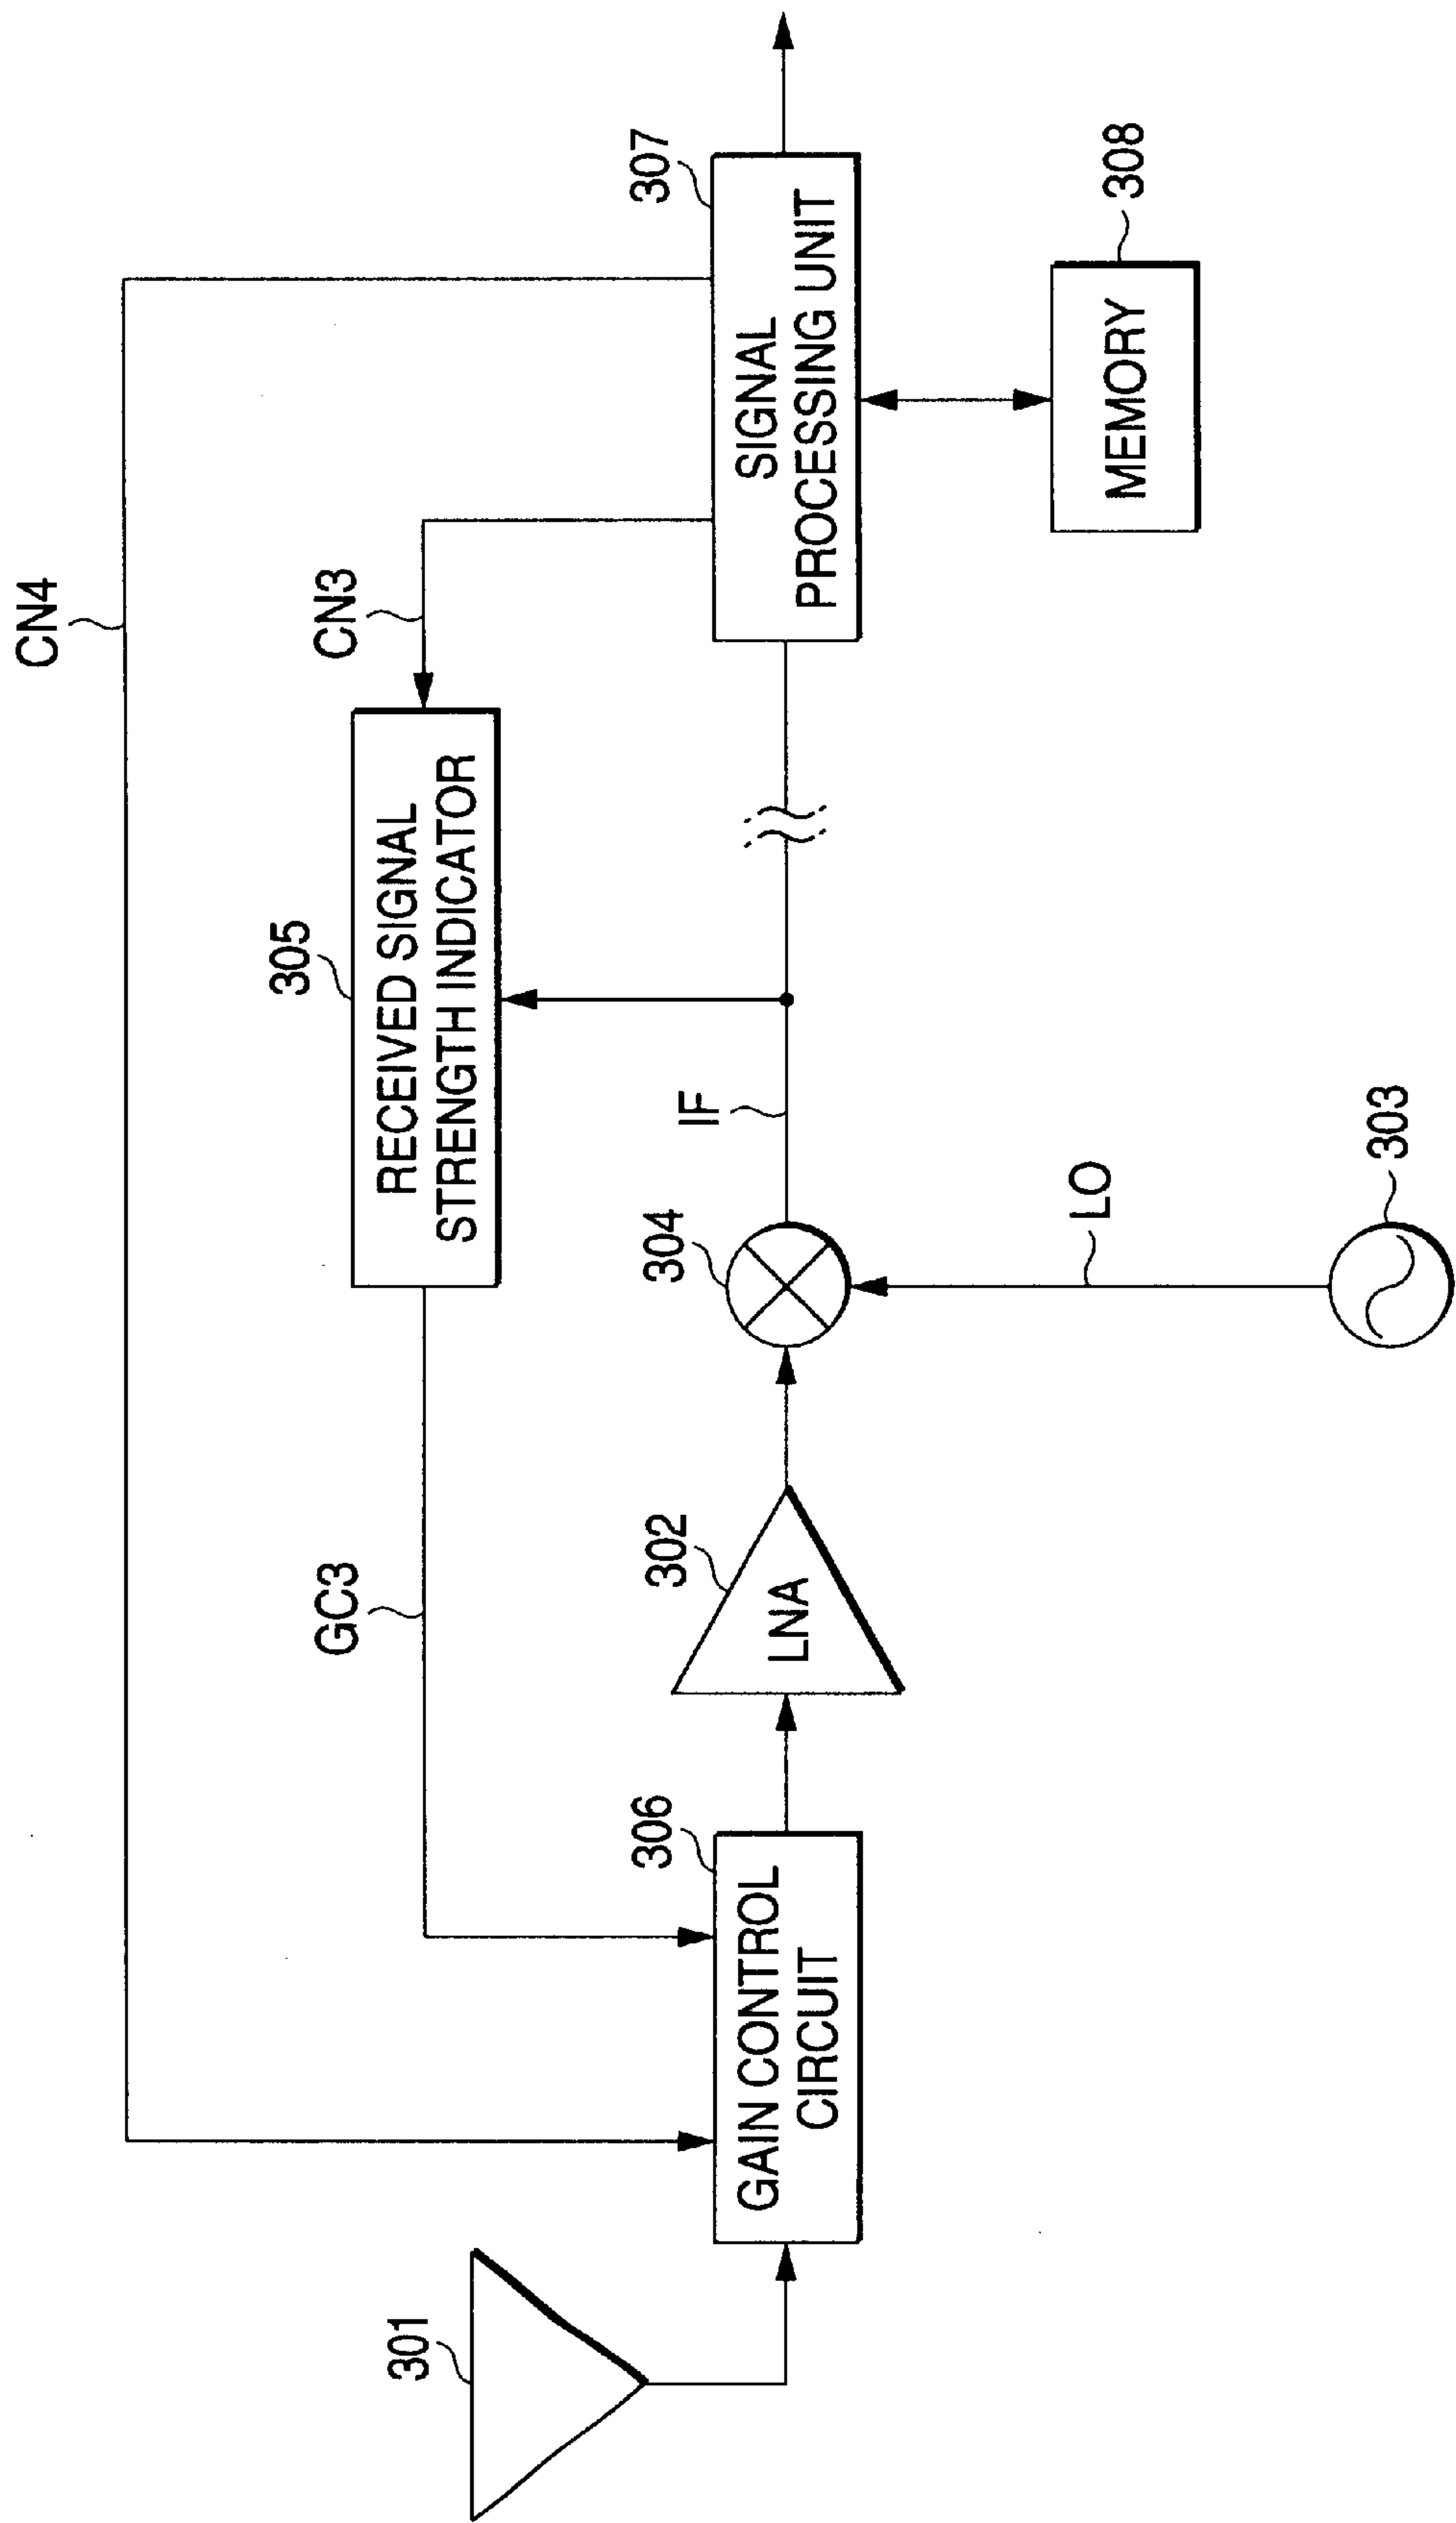 CN4
CN3
GC3
305
RECEIVED SIGNAL
STRENGTH INDICATOR
301
306
GAIN CONTROL
CIRCUIT
302
LNA
304
IF
307
SIGNAL
PROCESSING UNIT
LO
303
308
MEMORY